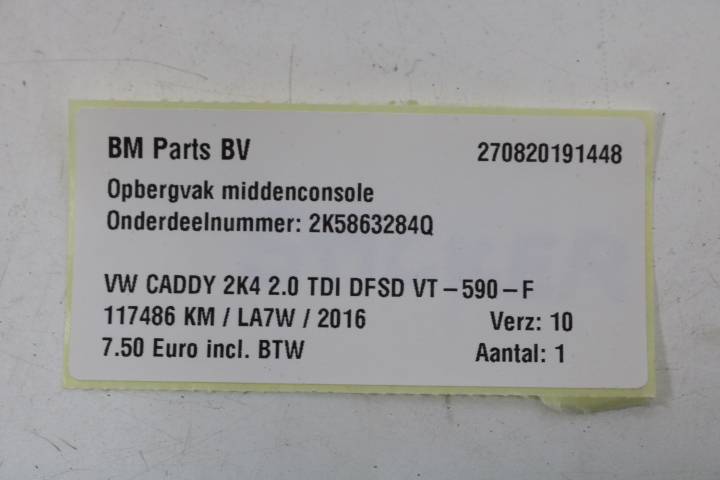 BM Parts BV 270820191448
Opbergvak middenconsole
Onderdeelnummer: 2K5863284Q
VW CADDY 2K4 2.0 TDI DFSD VT-590-F
117486 KM / LA7W / 2016 Verz: 10
7.50 Euro incl. BTW Aantal: 1